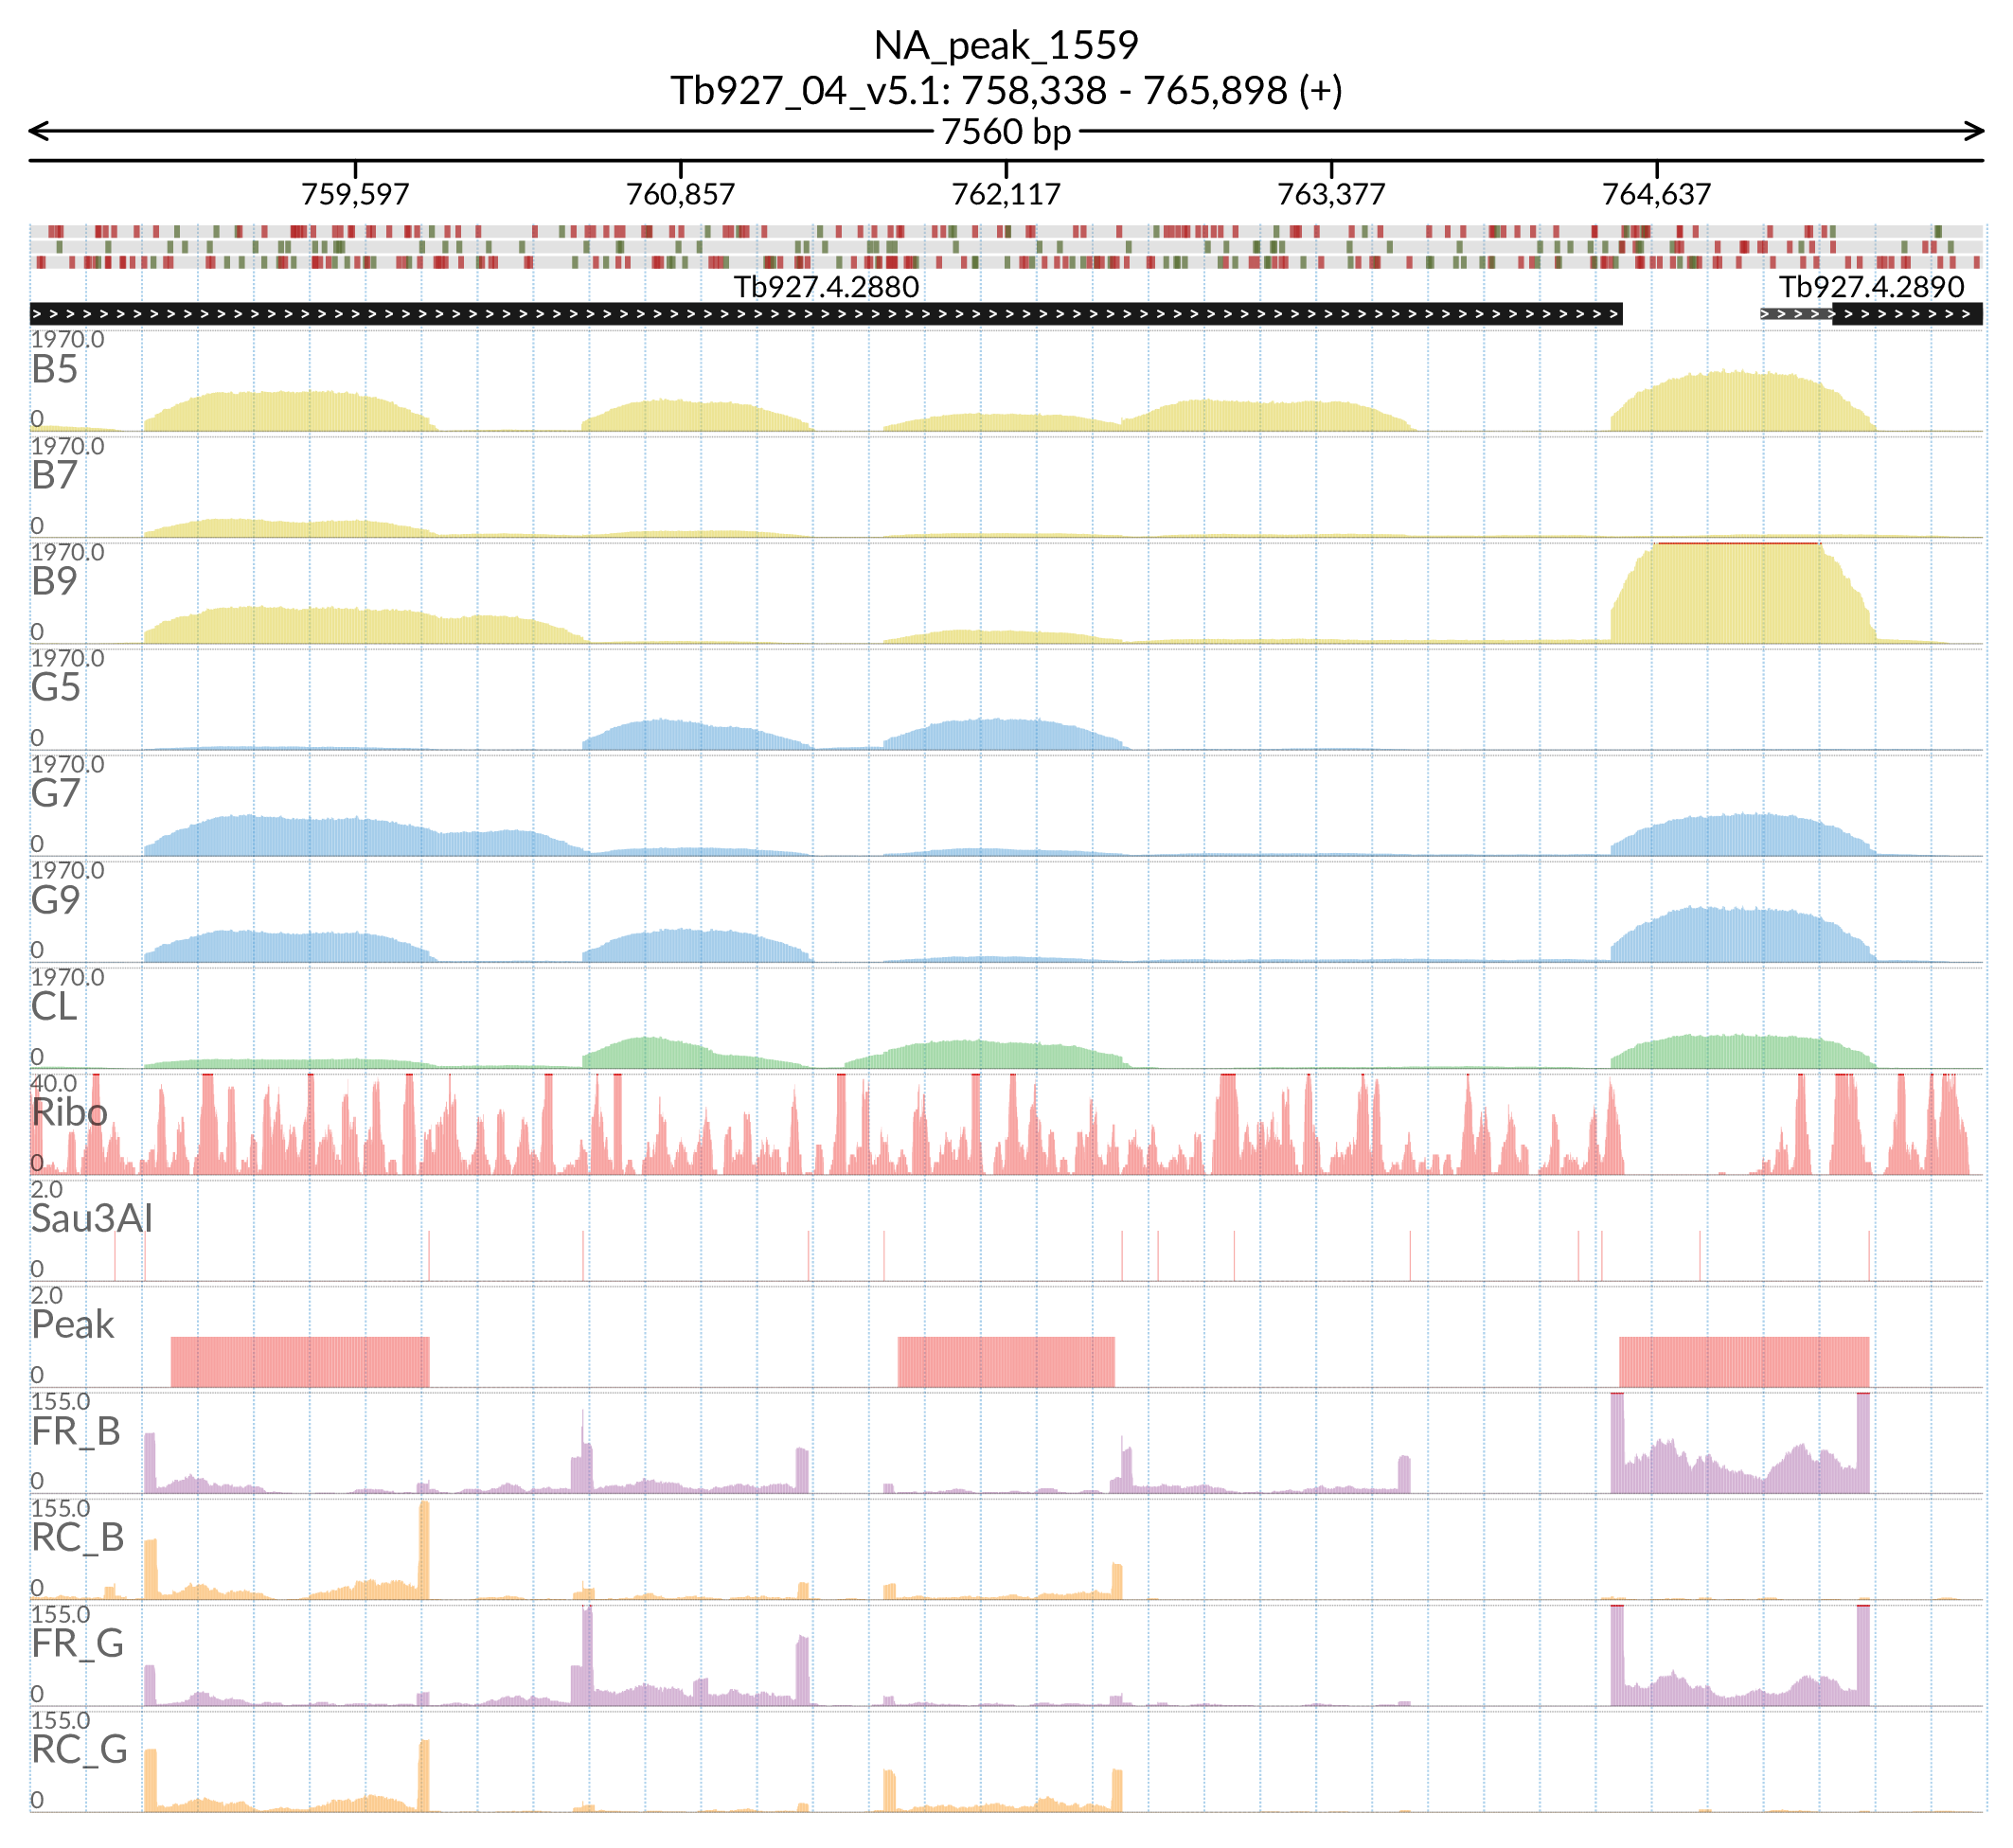 NA_peak_1559
Tb927_04_v5.1: 758,338 - 765,898 (+)
7560 bp
759,597 760,857 762,117 763,377 764,637
Tb927.4.2880 Tb927.4.2890
1970.0
B5
0
1970.0
B7
0
1970.0
B9
0
1970.0
G5
0
1970.0
G7
0
1970.0
G9
0
1970.0
CL
0
40.0
Ribo
0
2.0
Sau3AI
0
2.0
Peak
0
155.0
FR_B
0
155.0
RC_B
0
155.0
FR_G
0
155.0
RC_G
0